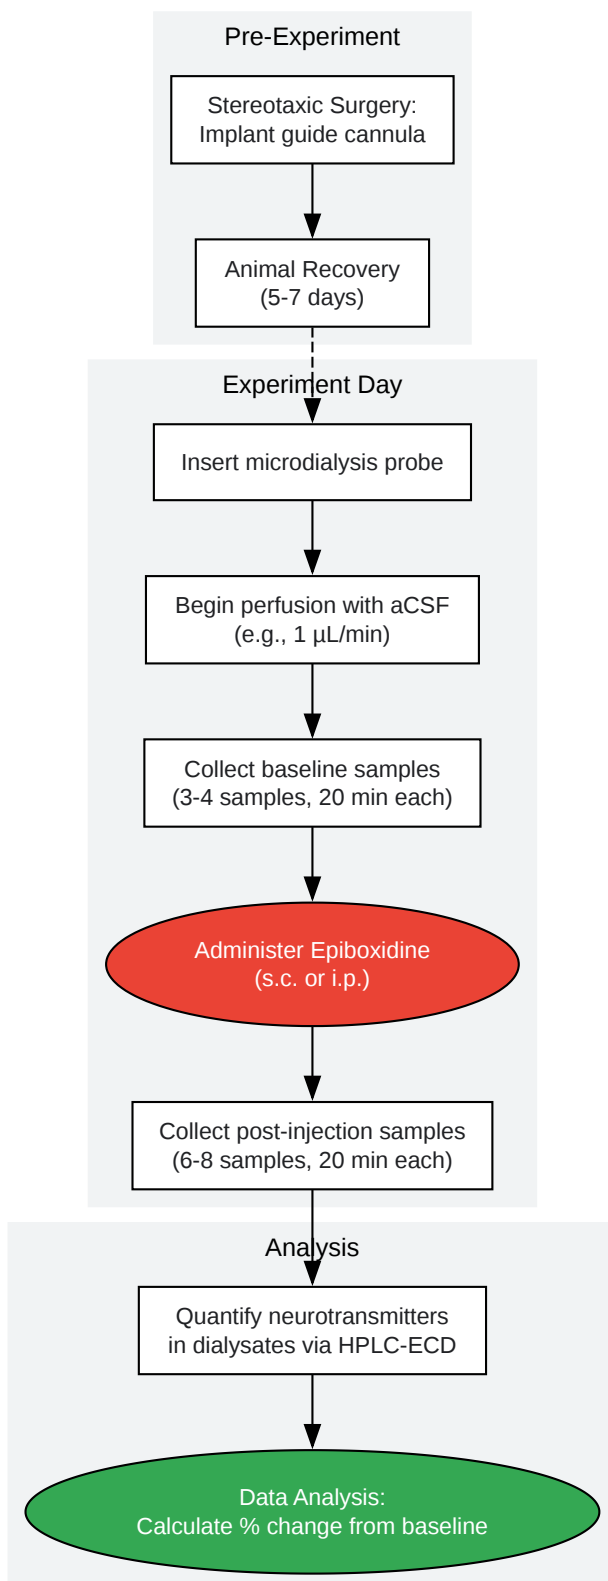 Pre-Experiment
Stereotaxic Surgery:
Implant guide cannula
Animal Recovery
(5-7 days)
Experiment Day
Insert microdialysis probe
Begin perfusion with aCSF
(e.g., 1 µL/min)
Collect baseline samples
(3-4 samples, 20 min each)
Administer Epiboxidine
(s.c. or i.p.)
Collect post-injection samples
(6-8 samples, 20 min each)
Analysis
Quantify neurotransmitters
in dialysates via HPLC-ECD
Data Analysis:
Calculate % change from baseline